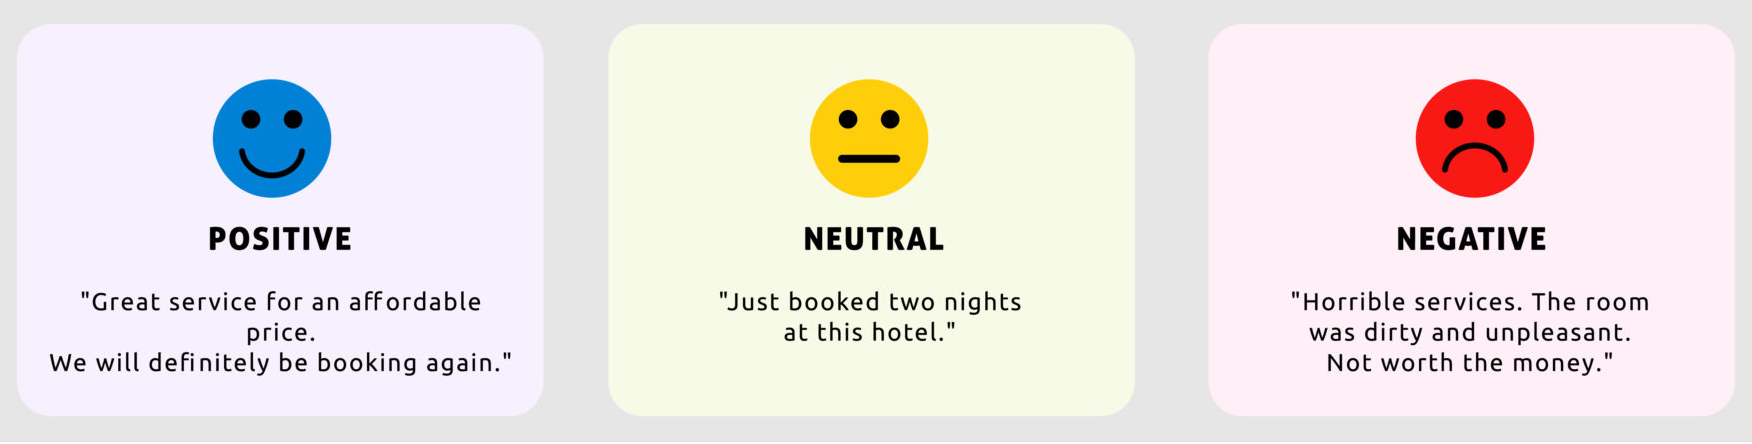 POSITIVE
"Great service for an affordable
price.
We will definitely be booking again."
NEUTRAL
"Just booked two nights
at this hotel."
NEGATIVE
"Horrible services. The room
was dirty and unpleasant.
Not worth the money."